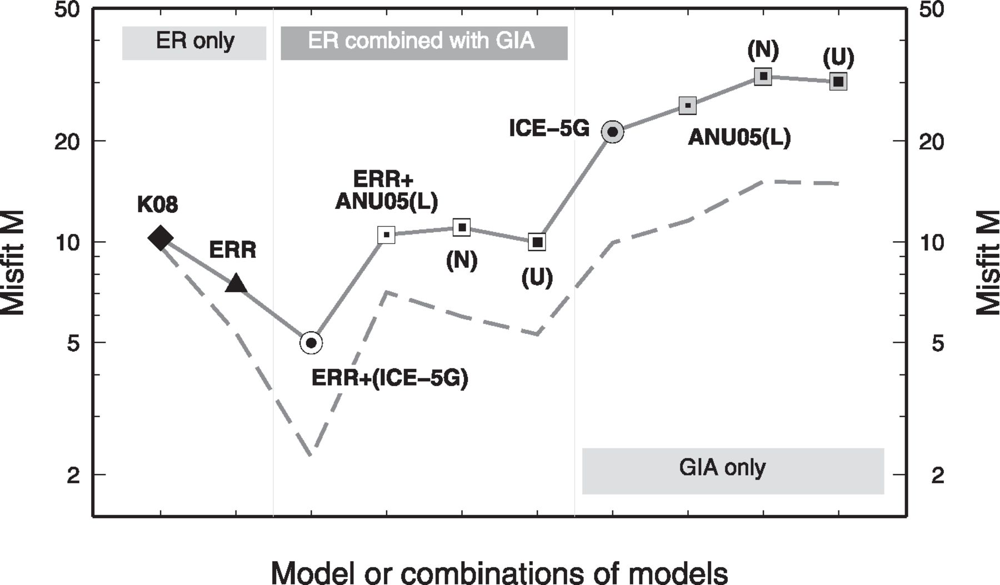 50
50
ER only
ER combined with GIA
(N)
(U)
ICE–5G
20
ANU05(L)
20
ERR+
ANU05(L)
K08
ERR
10
10
(N)
(U)
Misfit M
Misfit M
5
5
ERR+(ICE–5G)
GIA only
2
2
Model or combinations of models